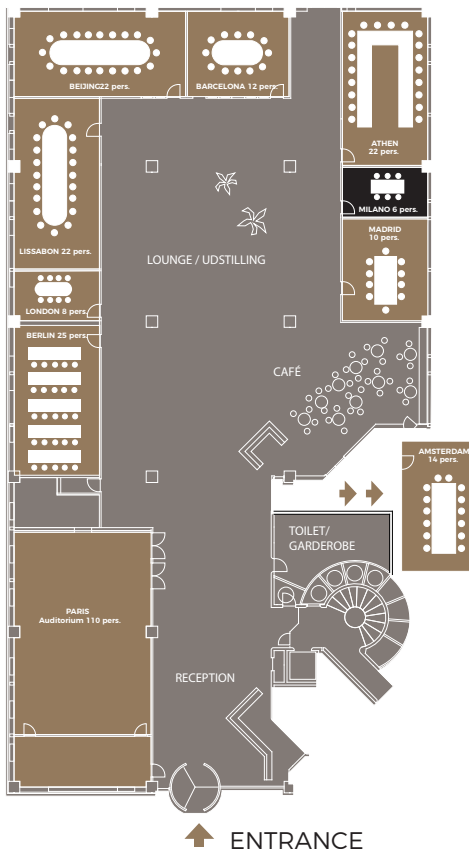 BEIJING22 pers.
BARCELONA 12 pers.
ATHEN
22 pers.
MILANO 6 pers.
MADRID
10 pers.
LISSABON 22 pers.
LOUNGE / UDSTILLING
LONDON 8 pers.
BERLIN 25 pers.
CAFÉ
AMSTERDAM
14 pers.
TOILET/
GARDEROBE
PARIS
Auditorium 110 pers.
RECEPTION
ENTRANCE